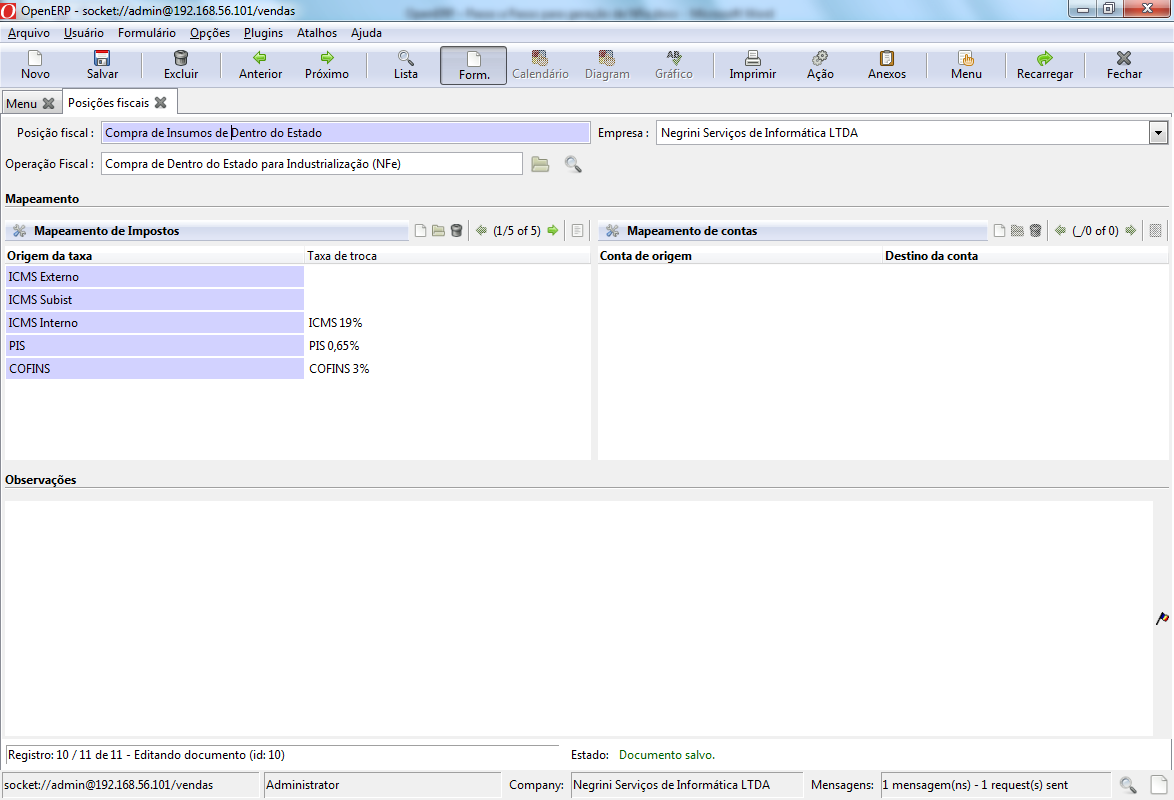 OpenERP - socket://admin@192.168.56.101/vendas
Arquivo Usuário Formulário Opções Plugins Atalhos Ajuda
Novo Salvar Excluir Anterior Próximo Lista Form. Calendário Diagram Gráfico Imprimir Ação Anexos Menu Recarregar Fechar
Menu Posições fiscais
Posição fiscal : Compra de Insumos de Dentro do Estado Empresa : Negrini Serviços de Informática LTDA
Operação Fiscal : Compra de Dentro do Estado para Industrialização (NFe)
Mapeamento
Mapeamento de Impostos (1/5 of 5) Mapeamento de contas (_/0 of 0)
Origem da taxa Taxa de troca Conta de origem Destino da conta
ICMS Externo
ICMS Subist
ICMS Interno ICMS 19%
PIS PIS 0,65%
COFINS COFINS 3%
Observações
Registro: 10 / 11 de 11 - Editando documento (id: 10) Estado: Documento salvo.
socket://admin@192.168.56.101/vendas Administrator Company: Negrini Serviços de Informática LTDA Mensagens: 1 mensagem(ns) - 1 request(s) sent